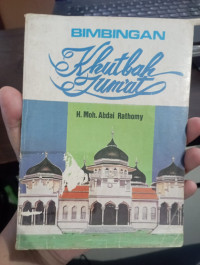 BIMBINGAN
Khutbah
Jum'at
H. Moh. Abdai Rathomy